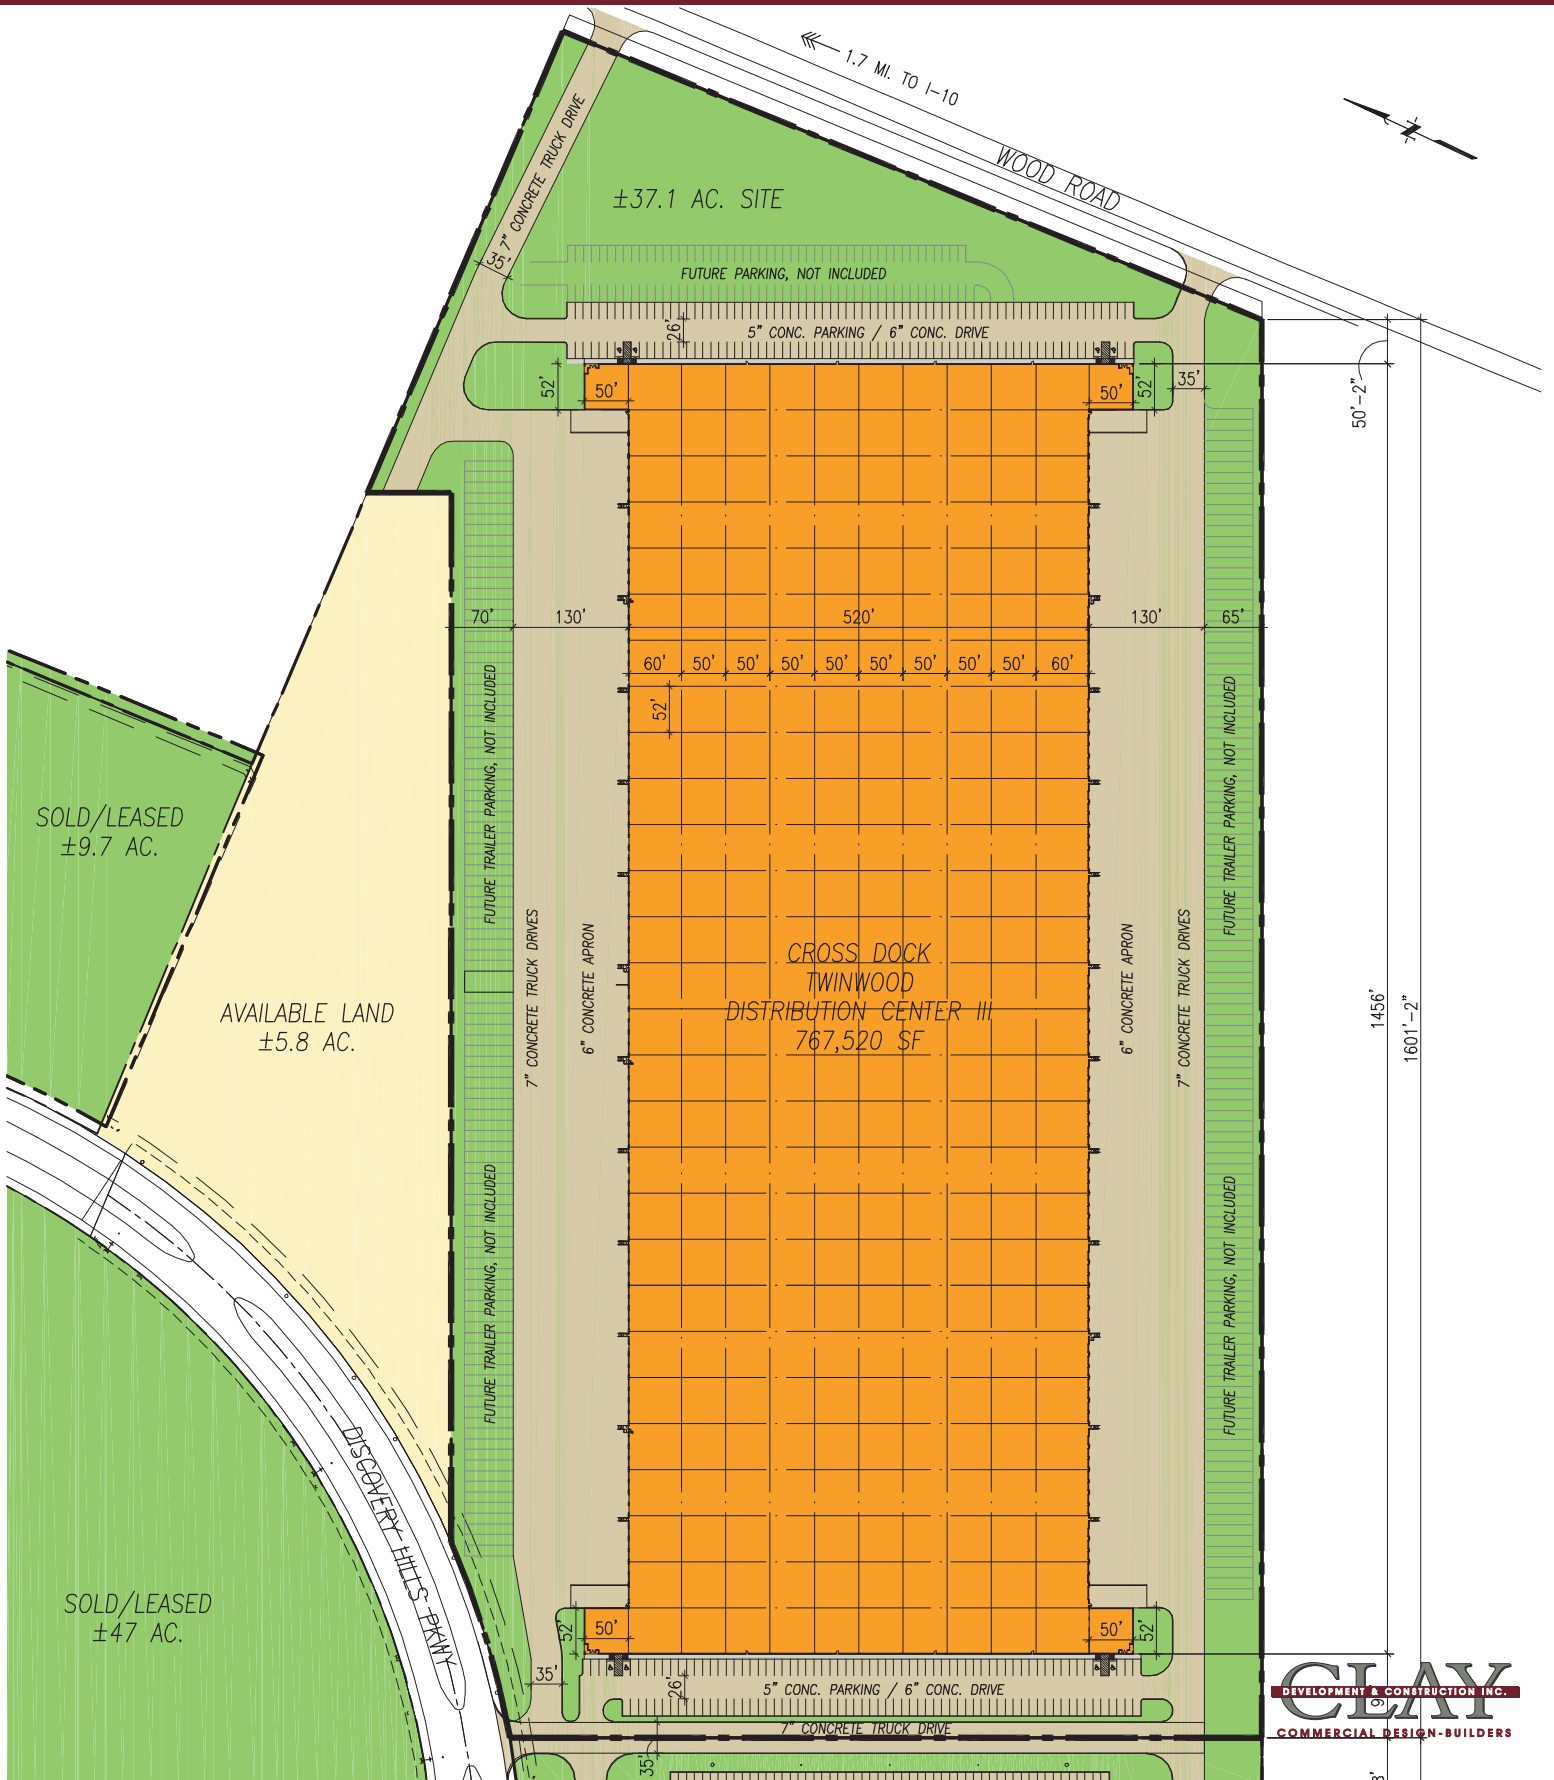 1.7 MI. TO I-10
N
WOOD ROAD
7" CONCRETE TRUCK DRIVE
35'
±37.1 AC. SITE
FUTURE PARKING, NOT INCLUDED
26'
5" CONC. PARKING / 6" CONC. DRIVE
52'
50'
50'
52'
35'
50'-2"
70'
130'
520'
130'
65'
60'
50'
50'
50'
50'
50'
50'
50'
50'
60'
52'
FUTURE TRAILER PARKING, NOT INCLUDED
FUTURE TRAILER PARKING, NOT INCLUDED
SOLD/LEASED
±9.7 AC.
AVAILABLE LAND
±5.8 AC.
7" CONCRETE TRUCK DRIVES
6" CONCRETE APRON
CROSS DOCK
TWINWOOD
DISTRIBUTION CENTER III
767,520 SF
6" CONCRETE APRON
7" CONCRETE TRUCK DRIVES
1456'
1601'-2"
FUTURE TRAILER PARKING, NOT INCLUDED
FUTURE TRAILER PARKING, NOT INCLUDED
DISCOVERY HILLS PKWY
SOLD/LEASED
±47 AC.
52'
50'
50'
52'
35'
26'
5" CONC. PARKING / 6" CONC. DRIVE
7" CONCRETE TRUCK DRIVE
35'
CLAY
DEVELOPMENT & CONSTRUCTION INC.
COMMERCIAL DESIGN-BUILDERS